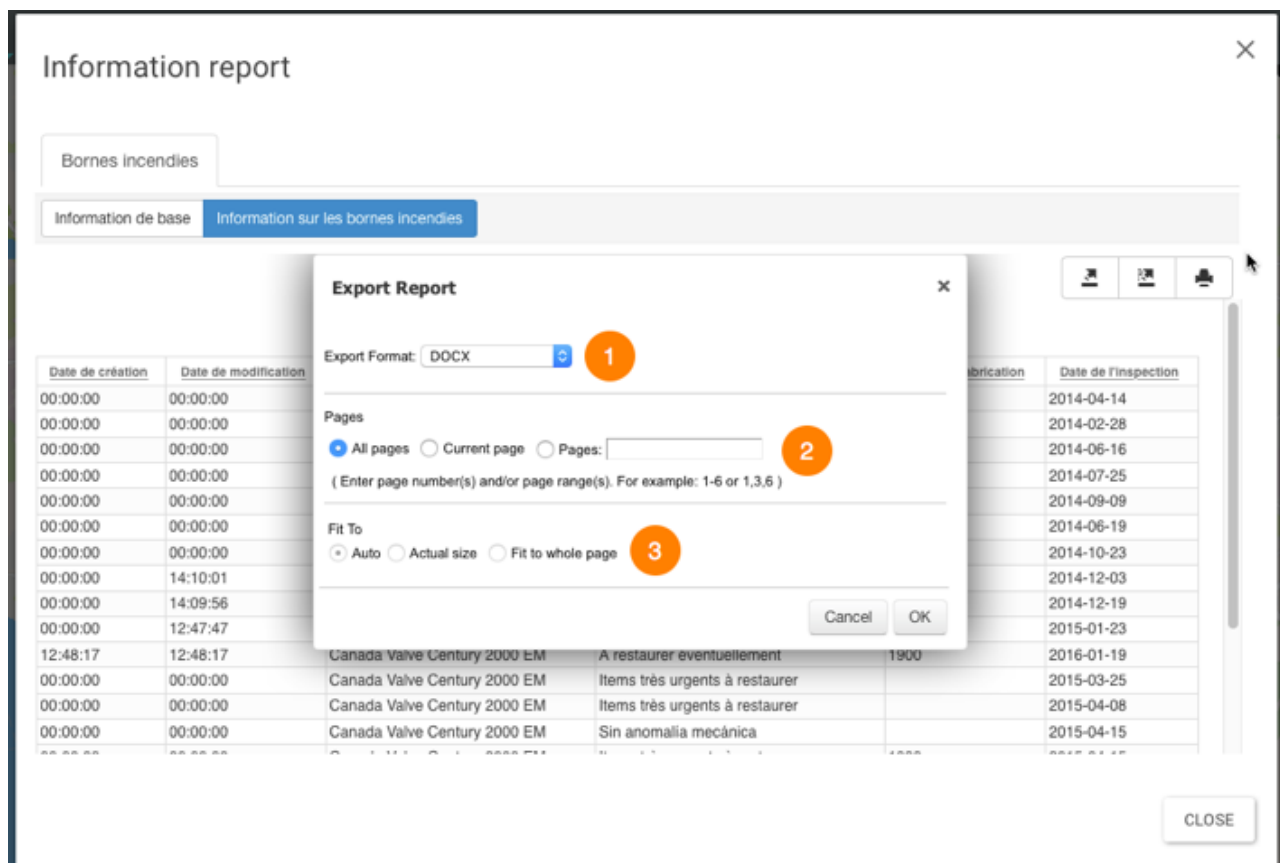 Information report
Bornes incendies
Information de base Information sur les bornes incendies
Export Report
Export Format: DOCX 1
Pages
All pages Current page Pages: 2
( Enter page number(s) and/or page range(s). For example: 1-6 or 1,3,6 )
Fit To
Auto Actual size Fit to whole page 3
Cancel OK
Date de création Date de modification Date de l'inspection
00:00:00 00:00:00 2014-04-14
00:00:00 00:00:00 2014-02-28
00:00:00 00:00:00 2014-06-16
00:00:00 00:00:00 2014-07-25
00:00:00 00:00:00 2014-09-09
00:00:00 00:00:00 2014-06-19
00:00:00 00:00:00 2014-10-23
00:00:00 14:10:01 2014-12-03
00:00:00 14:09:56 2014-12-19
00:00:00 12:47:47 2015-01-23
12:48:17 12:48:17 Canada Valve Century 2000 EM A restaurer éventuellement 1900 2016-01-19
00:00:00 00:00:00 Canada Valve Century 2000 EM Items très urgents à restaurer 2015-03-25
00:00:00 00:00:00 Canada Valve Century 2000 EM Items très urgents à restaurer 2015-04-08
00:00:00 00:00:00 Canada Valve Century 2000 EM Sin anomalía mecánica 2015-04-15
CLOSE